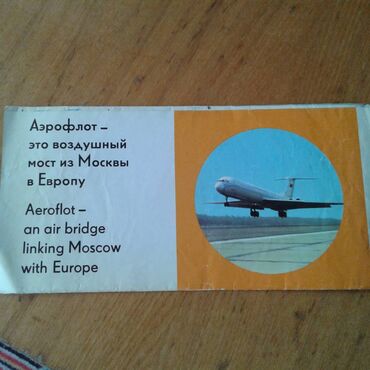 Аэрофлот –
это воздушный
мост из Москвы
в Европу
Aeroflot –
an air bridge
linking Moscow
with Europe